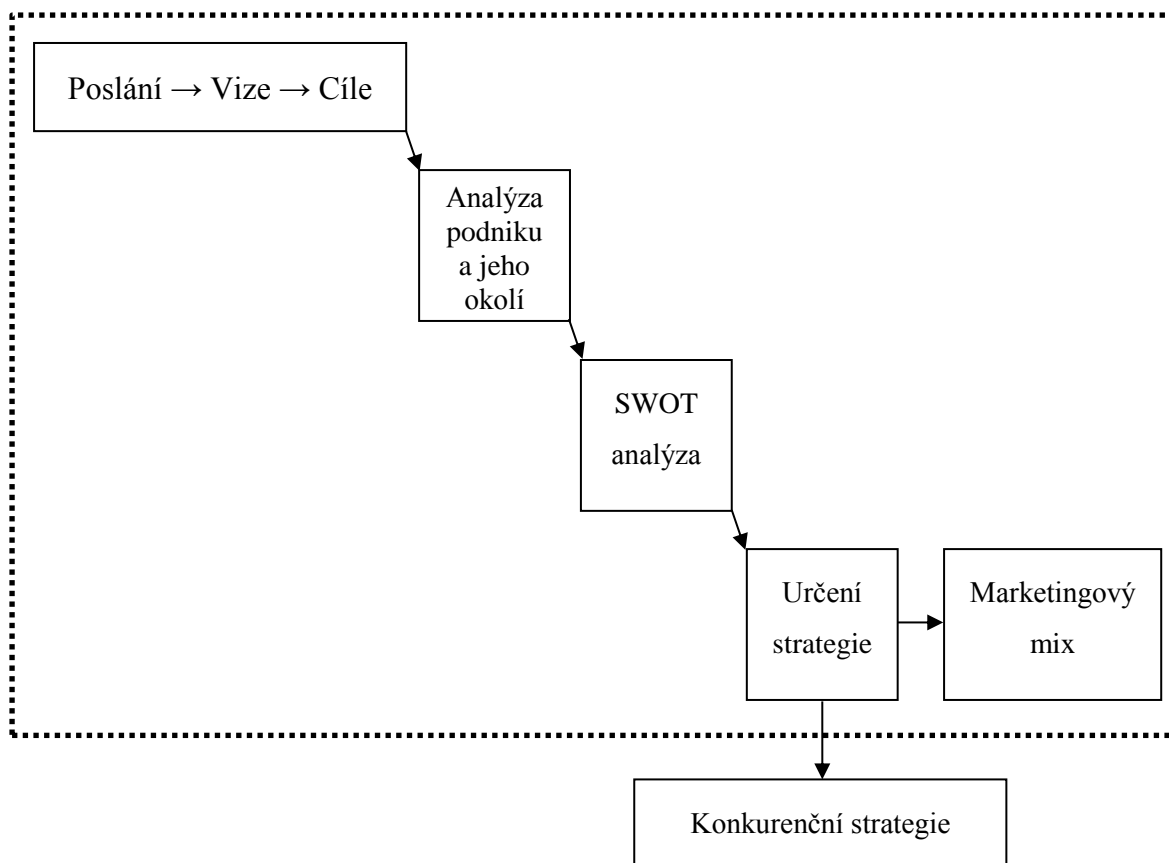 Poslání → Vize → Cíle
Analýza
podniku
a jeho
okolí
SWOT
analýza
Určení
strategie
Marketingový
mix
Konkurenční strategie